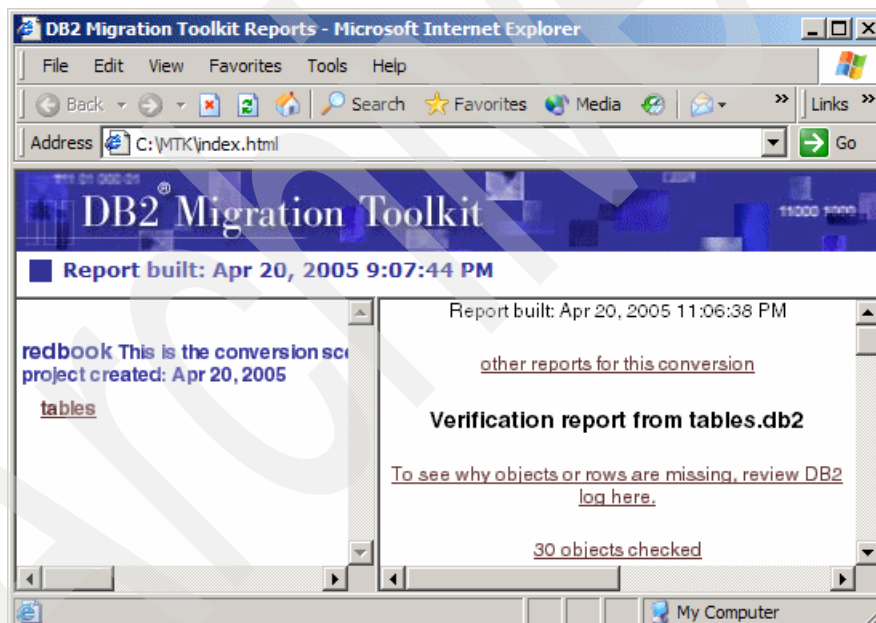 DB2 Migration Toolkit Reports - Microsoft Internet Explorer
File Edit View Favorites Tools Help
Back Search Favorites Media » Links »
Address C:\MTK\index.html Go
DB2® Migration Toolkit
11000 1000
Report built: Apr 20, 2005 9:07:44 PM
redbook This is the conversion sce
project created: Apr 20, 2005
tables
Report built: Apr 20, 2005 11:06:38 PM
other reports for this conversion
Verification report from tables.db2
To see why objects or rows are missing, review DB2
log here.
30 objects checked
My Computer